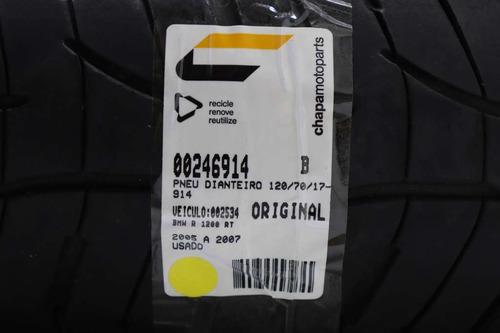 chapamotoparts
recicle
renove
reutilize
00246914 B
PNEU DIANTEIRO 120/70/17-
914
VEICULO:002534 ORIGINAL
BMW R 1200 RT
2005 A 2007
USADO